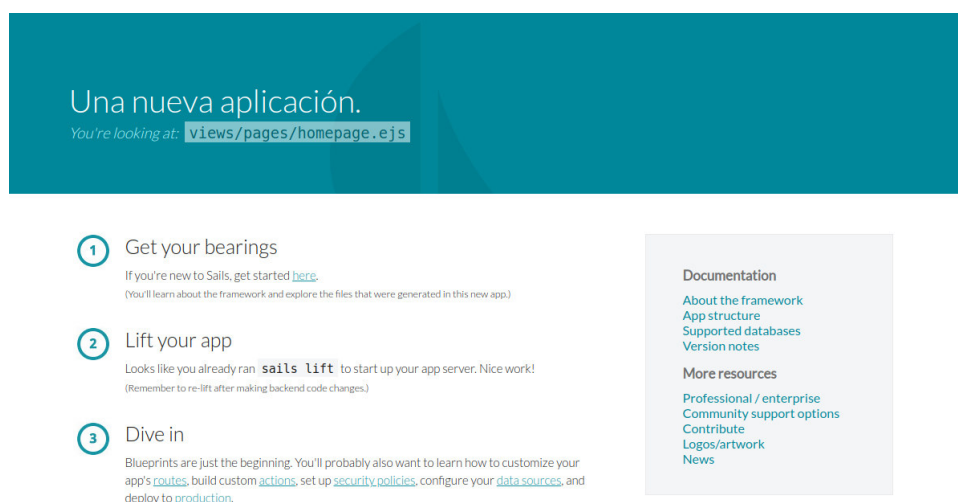 Una nueva aplicación.
You're looking at: views/pages/homepage.ejs
1
Get your bearings
If you're new to Sails, get started here.
(You'll learn about the framework and explore the files that were generated in this new app.)
2
Lift your app
Looks like you already ran sails lift to start up your app server. Nice work!
(Remember to re-lift after making backend code changes.)
3
Dive in
Blueprints are just the beginning. You'll probably also want to learn how to customize your
app's routes, build custom actions, set up security policies, configure your data sources, and
deploy to production.
Documentation
About the framework
App structure
Supported databases
Version notes
More resources
Professional / enterprise
Community support options
Contribute
Logos/artwork
News